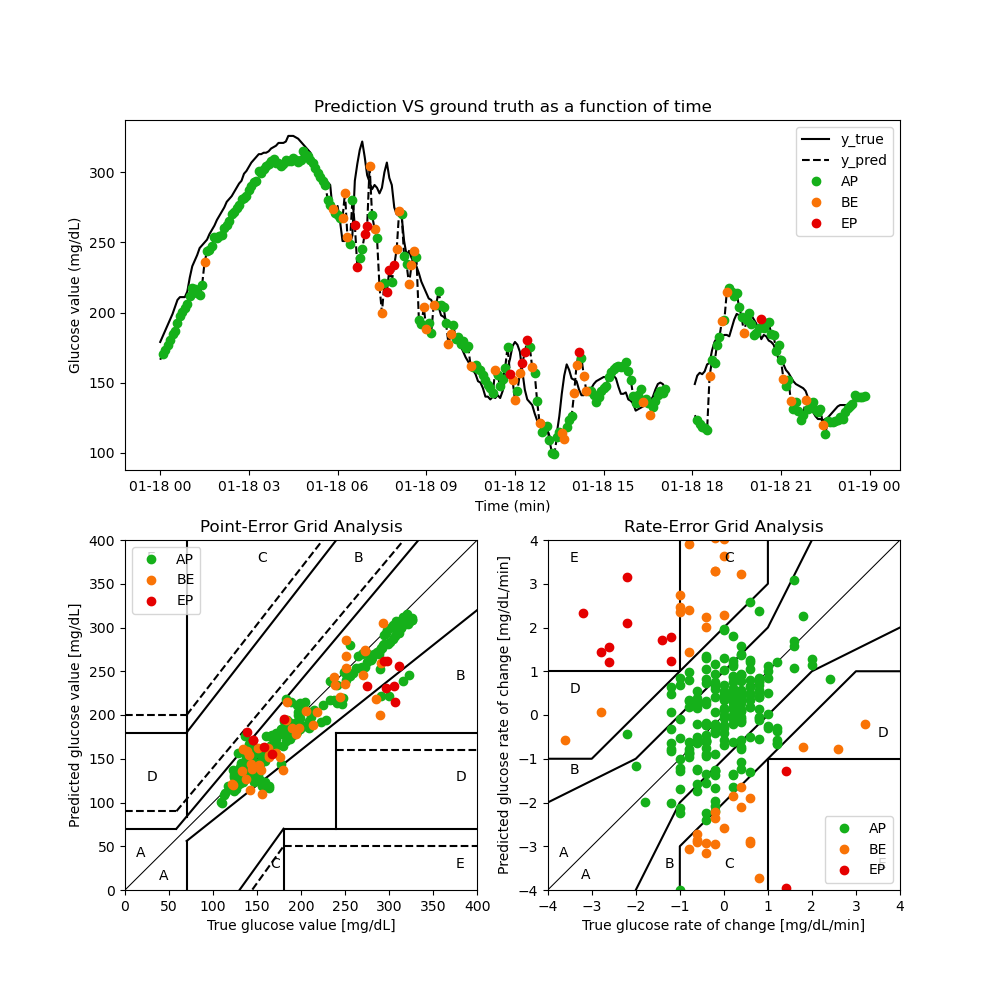 Prediction VS ground truth as a function of time
Glucose value (mg/dL)
300
250
200
150
100
y_true
y_pred
AP
BE
EP
01-18 00 01-18 03 01-18 06 01-18 09 01-18 12 01-18 15 01-18 18 01-18 21 01-19 00
Time (min)
Point-Error Grid Analysis
Predicted glucose value [mg/dL]
400
350
300
250
200
150
100
50
0
AP
BE
EP
E
C
B
B
D
D
A
A
C
E
0 50 100 150 200 250 300 350 400
True glucose value [mg/dL]
Rate-Error Grid Analysis
Predicted glucose rate of change [mg/dL/min]
4
3
2
1
0
−1
−2
−3
−4
E
C
D
D
B
A
A
B
C
E
AP
BE
EP
−4 −3 −2 −1 0 1 2 3 4
True glucose rate of change [mg/dL/min]